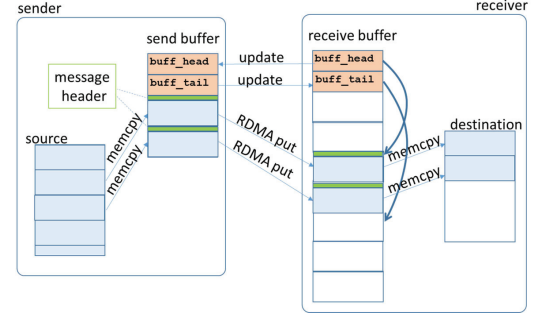 sender
receiver
send buffer
receive buffer
buff_head
update
buff_head
buff_tail
update
buff_tail
message
header
source
memcpy
memcpy
RDMA put
RDMA put
memcpy
memcpy
destination